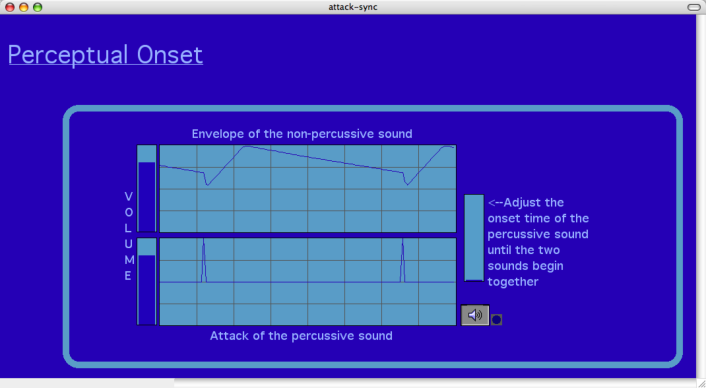 attack-sync
Perceptual Onset
Envelope of the non-percussive sound
VOLUME
<--Adjust the
onset time of the
percussive sound
until the two
sounds begin
together
Attack of the percussive sound